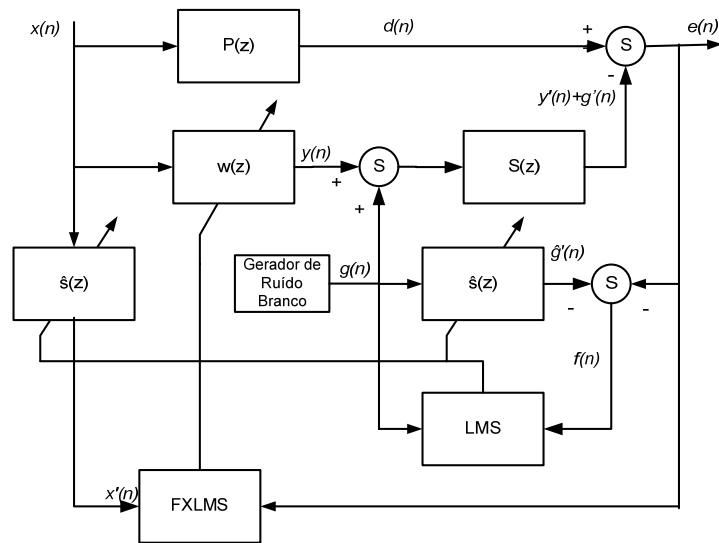 x(n)
P(z)
d(n)
+
S
e(n)
-
y'(n)+g'(n)
w(z)
y(n)
+
S
+
S(z)
ŝ(z)
Gerador de
Ruído
Branco
g(n)
ŝ(z)
ĝ'(n)
-
S
-
f(n)
LMS
x'(n)
FXLMS